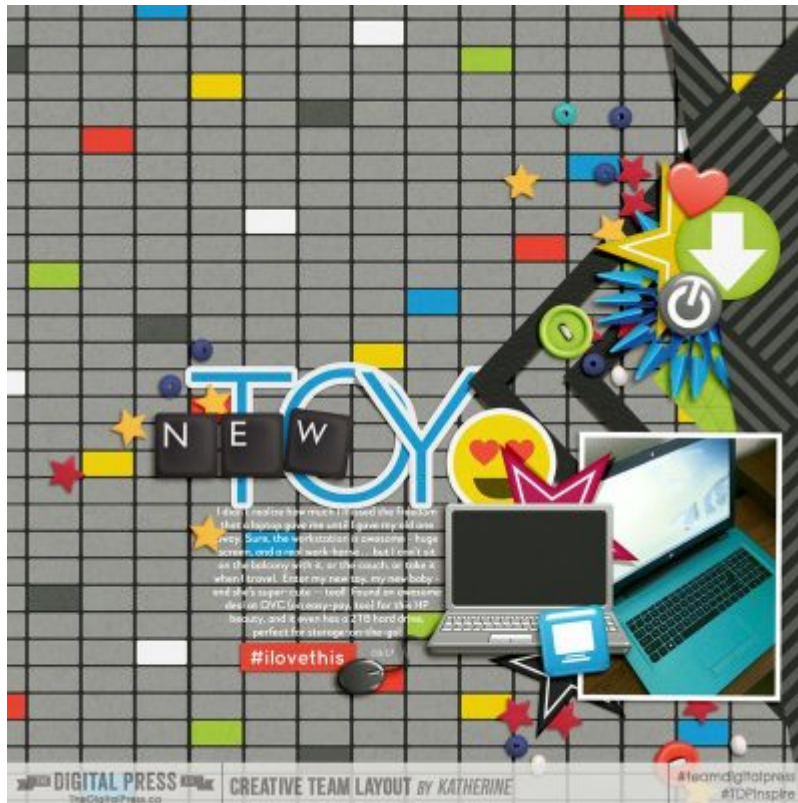 TOY
NEW
I didn't realize how much I'd used the freedom
that a laptop gave me until I gave my old one
away. Sure, the workstation is awesome - huge
screen, and a real work-horse... but I can't sit
on the balcony with it, or the couch, or take it
when I travel. Enter my new toy, my new baby -
and she's super-cute -- too! I found an awesome
deal at QVC (on easy-pay, too) for this HP
beauty, and it even has a 2TB hard drive,
perfect for storage-on-the-go!
#ilovethis
DIGITAL PRESS
TheDigitalPress.co
CREATIVE TEAM LAYOUT BY KATHERINE
#teamdigitalpress
#TDPInspire